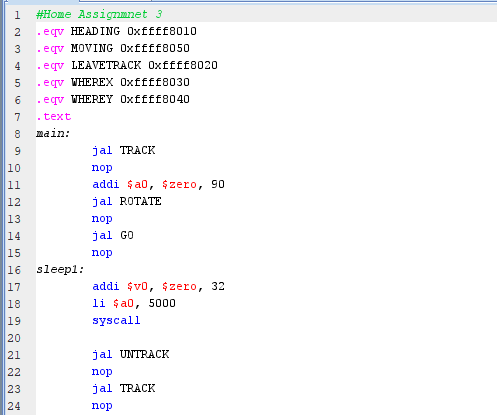 1 #Home Assignmnet 3
2 .eqv HEADING 0xffff8010
3 .eqv MOVING 0xffff8050
4 .eqv LEAVETRACK 0xffff8020
5 .eqv WHEREX 0xffff8030
6 .eqv WHEREY 0xffff8040
7 .text
8 main:
9 jal TRACK
10 nop
11 addi $a0, $zero, 90
12 jal ROTATE
13 nop
14 jal GO
15 nop
16 sleep1:
17 addi $v0, $zero, 32
18 li $a0, 5000
19 syscall
20
21 jal UNTRACK
22 nop
23 jal TRACK
24 nop